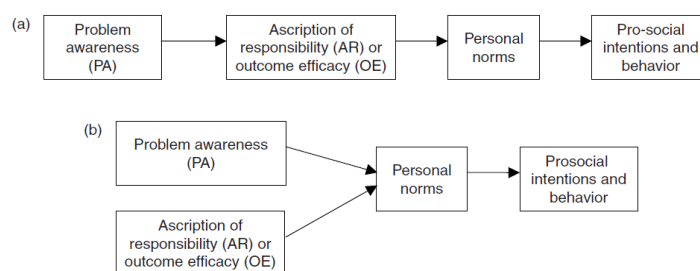 (a)
Problem
awareness
(PA)
Ascription of
responsibility (AR) or
outcome efficacy (OE)
Personal
norms
Pro-social
intentions and
behavior
(b)
Problem awareness
(PA)
Ascription of
responsibility (AR) or
outcome efficacy (OE)
Personal
norms
Prosocial
intentions and
behavior